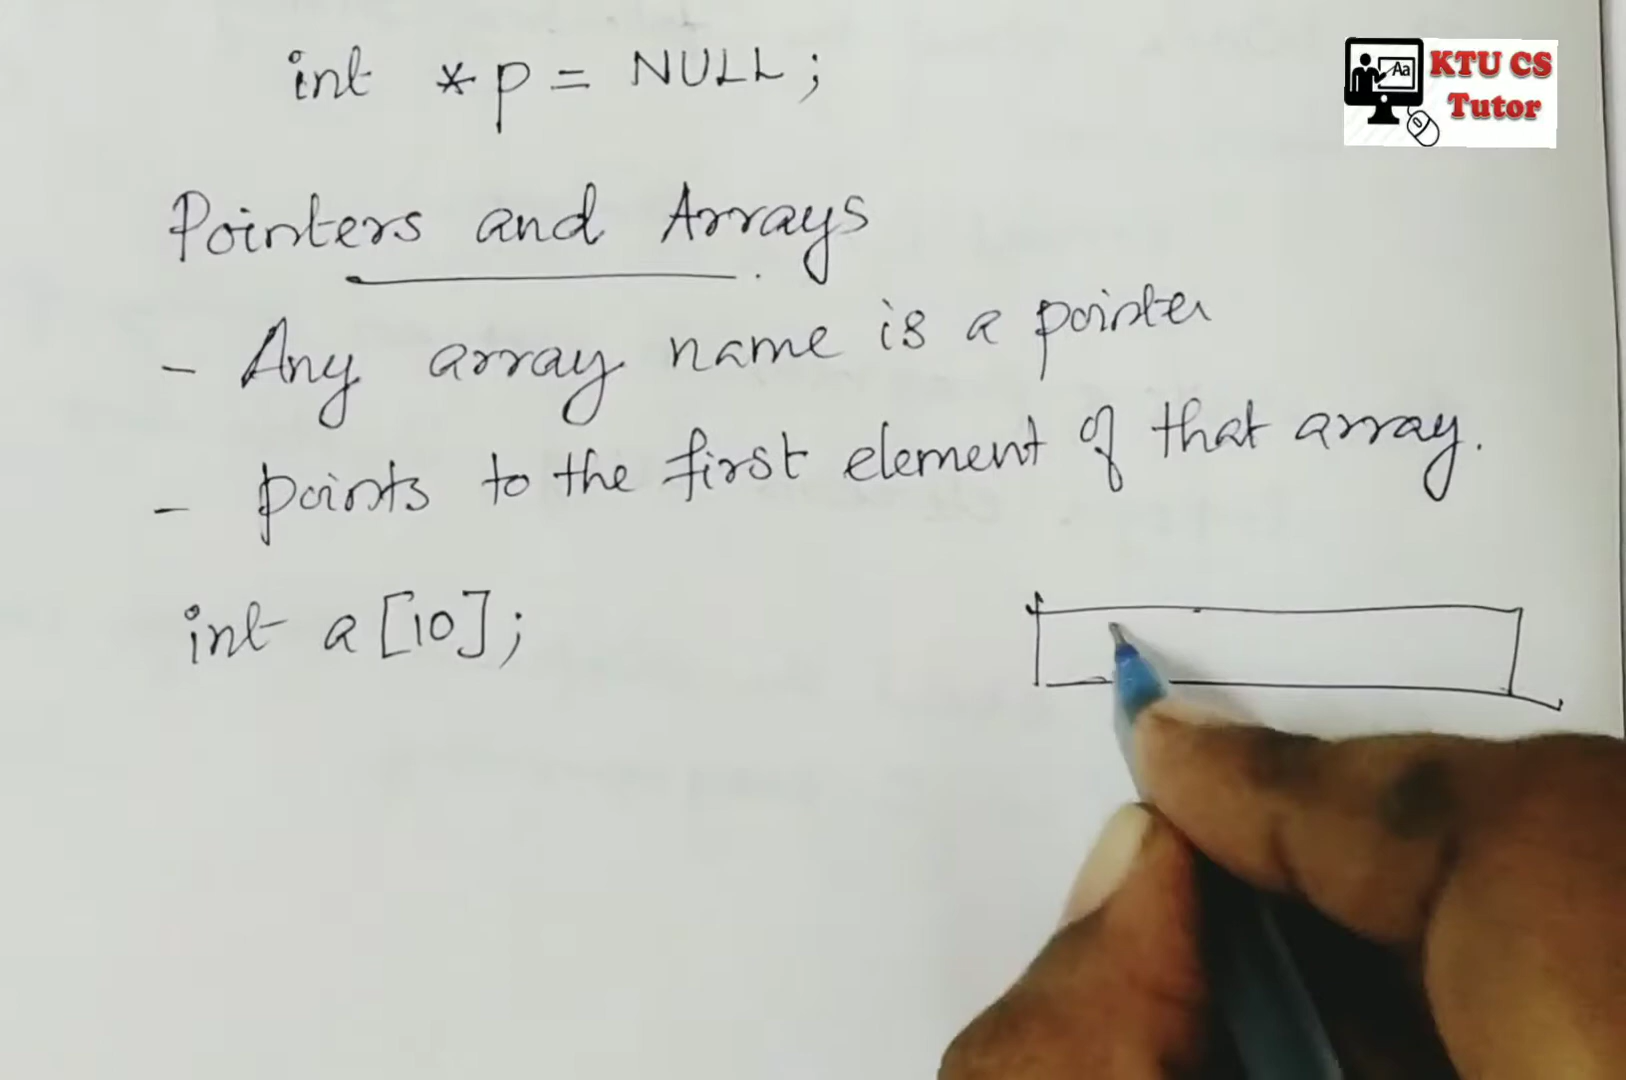 int *p = NULL;
KTU CS
Tutor
Aa
Pointers and Arrays
- Any array name is a pointer
- points to the first element of that array.
int a[10];